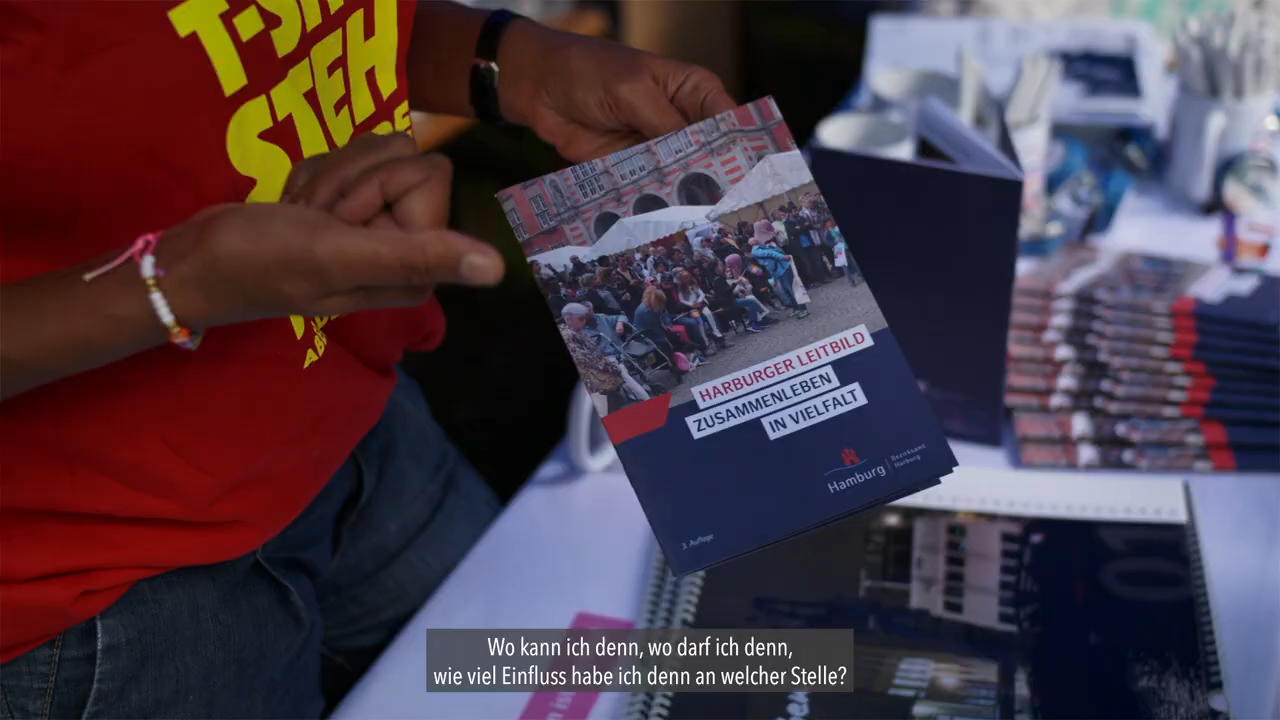 T-SHI
STEH
HARBURGER LEITBILD
ZUSAMMENLEBEN
IN VIELFALT
Hamburg
Bezirksamt
Harburg
3. Auflage
Wo kann ich denn, wo darf ich denn,
wie viel Einfluss habe ich denn an welcher Stelle?